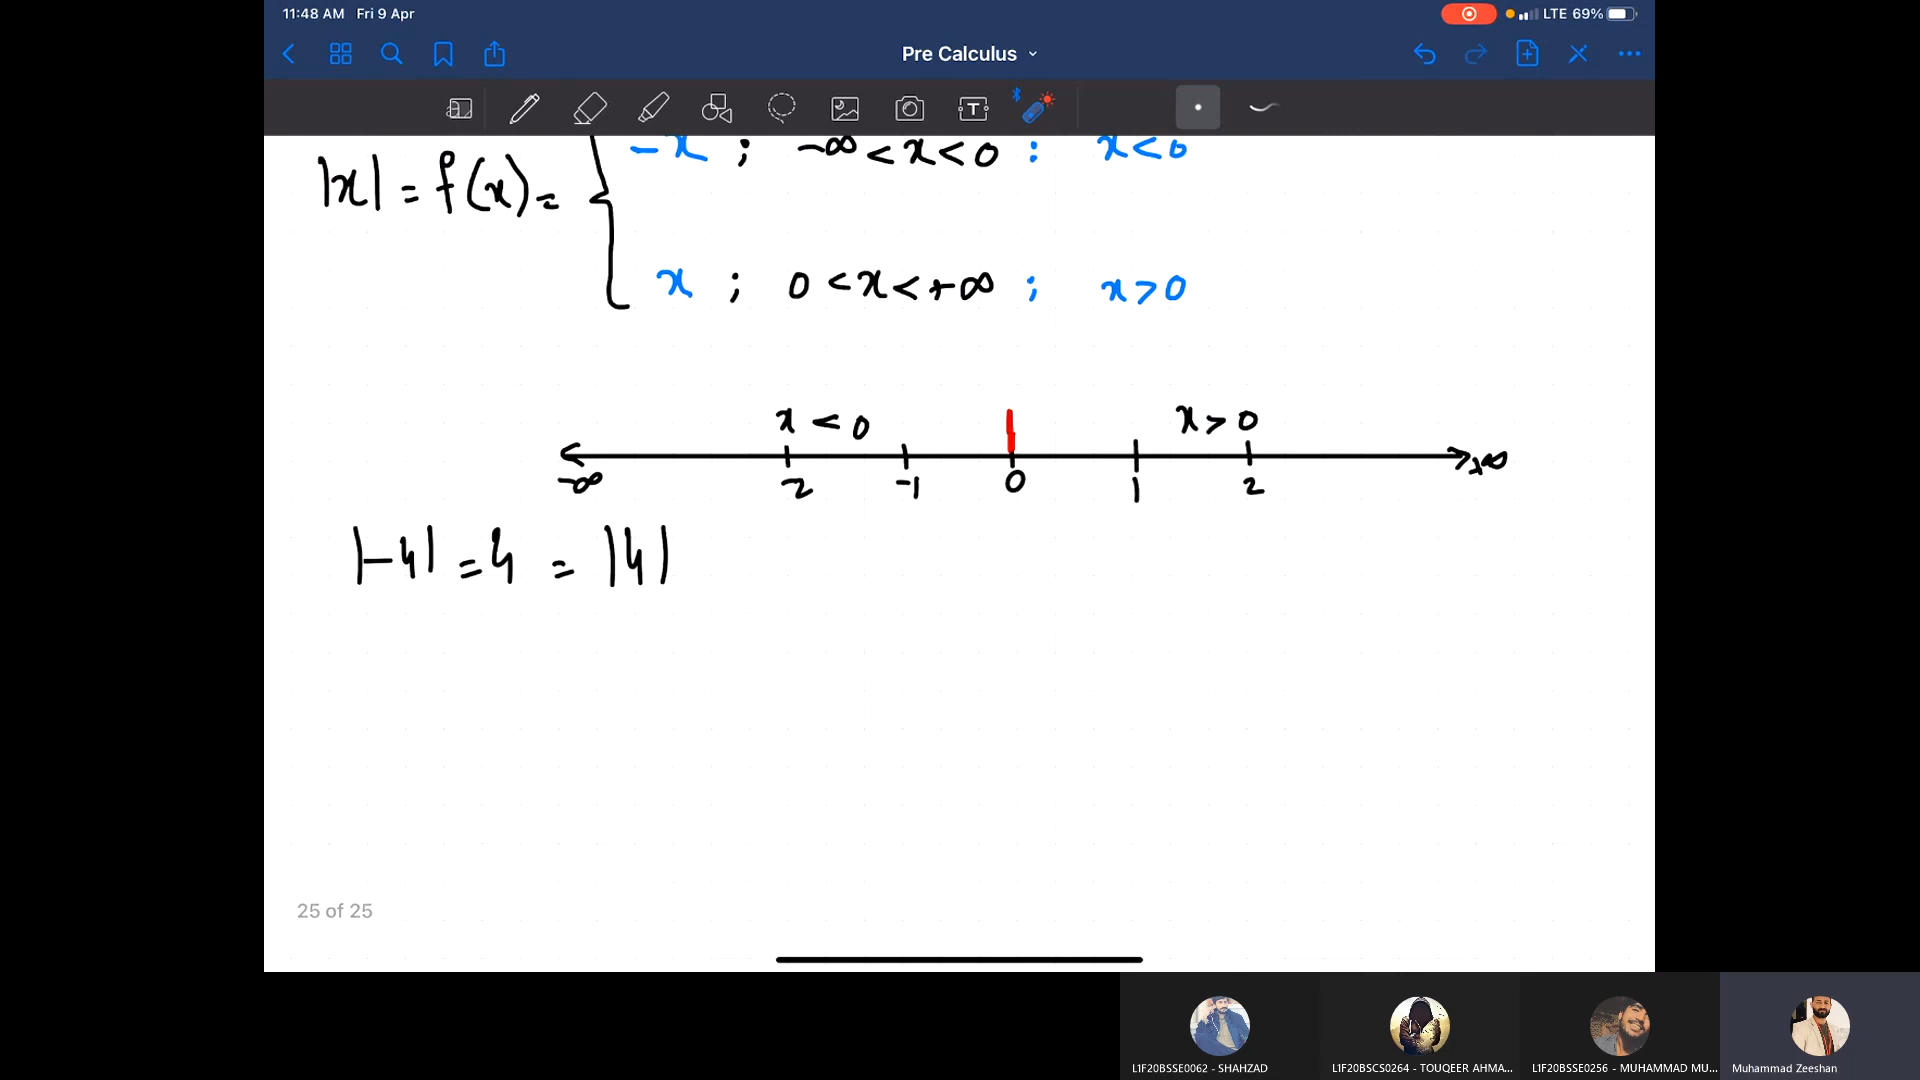 11:48 AM Fri 9 Apr LTE 69%
Pre Calculus
T
-x ; -∞ < x < 0 : x < 0
|x| = f(x) =
x ; 0 < x < +∞ ; x > 0
x < 0 x > 0
-∞ -2 -1 0 1 2 +∞
|-4| = 4 = |4|
25 of 25
L1F20BSSE0062 - SHAHZAD L1F20BSCS0264 - TOUQEER AHMA... L1F20BSSE0256 - MUHAMMAD MU... Muhammad Zeeshan